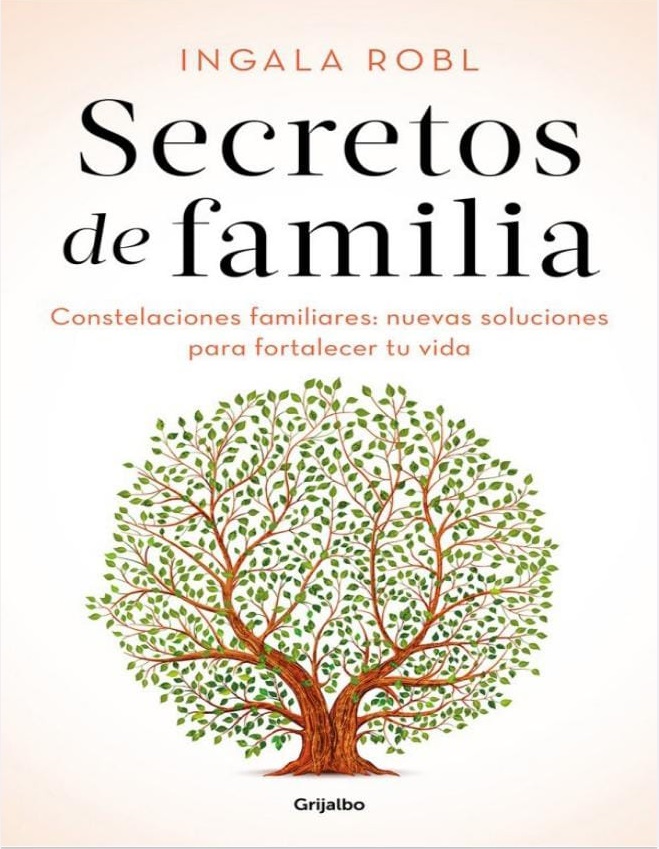 INGALA ROBL
Secretos
de familia
Constelaciones familiares: nuevas soluciones
para fortalecer tu vida
Grijalbo